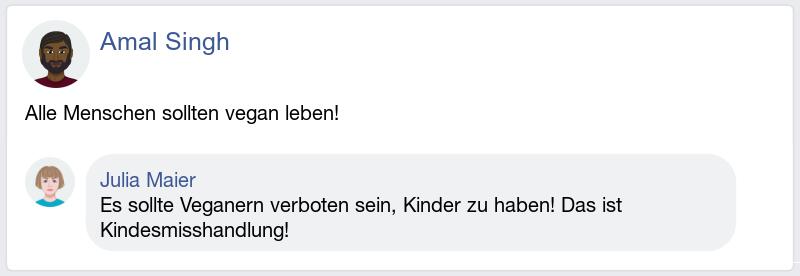 Amal Singh
Alle Menschen sollten vegan leben!
Julia Maier
Es sollte Veganern verboten sein, Kinder zu haben! Das ist
Kindesmisshandlung!